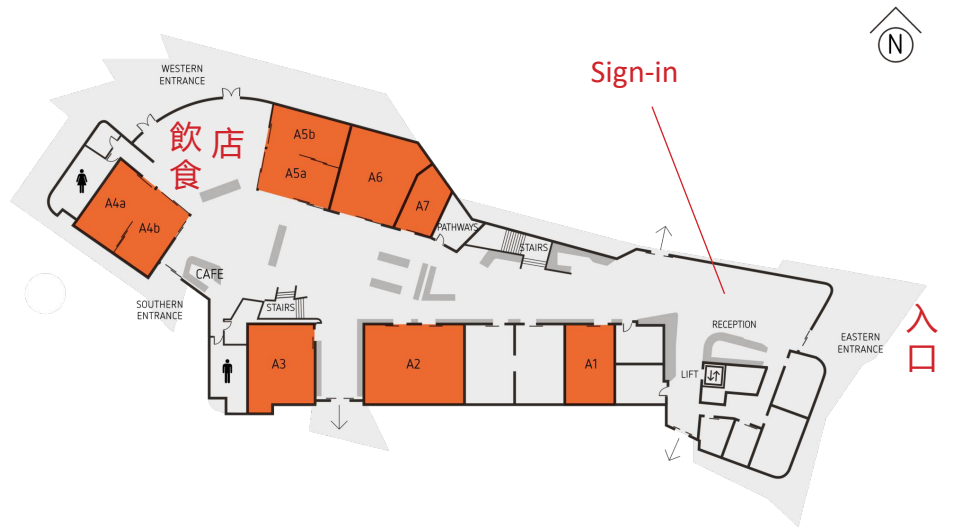 N
WESTERN
ENTRANCE
Sign-in
飲食
店
A5b
A5a
A6
A7
A4a
A4b
PATHWAYS
STAIRS
CAFE
SOUTHERN
ENTRANCE
STAIRS
入口
RECEPTION
EASTERN
ENTRANCE
A3
A2
A1
LIFT